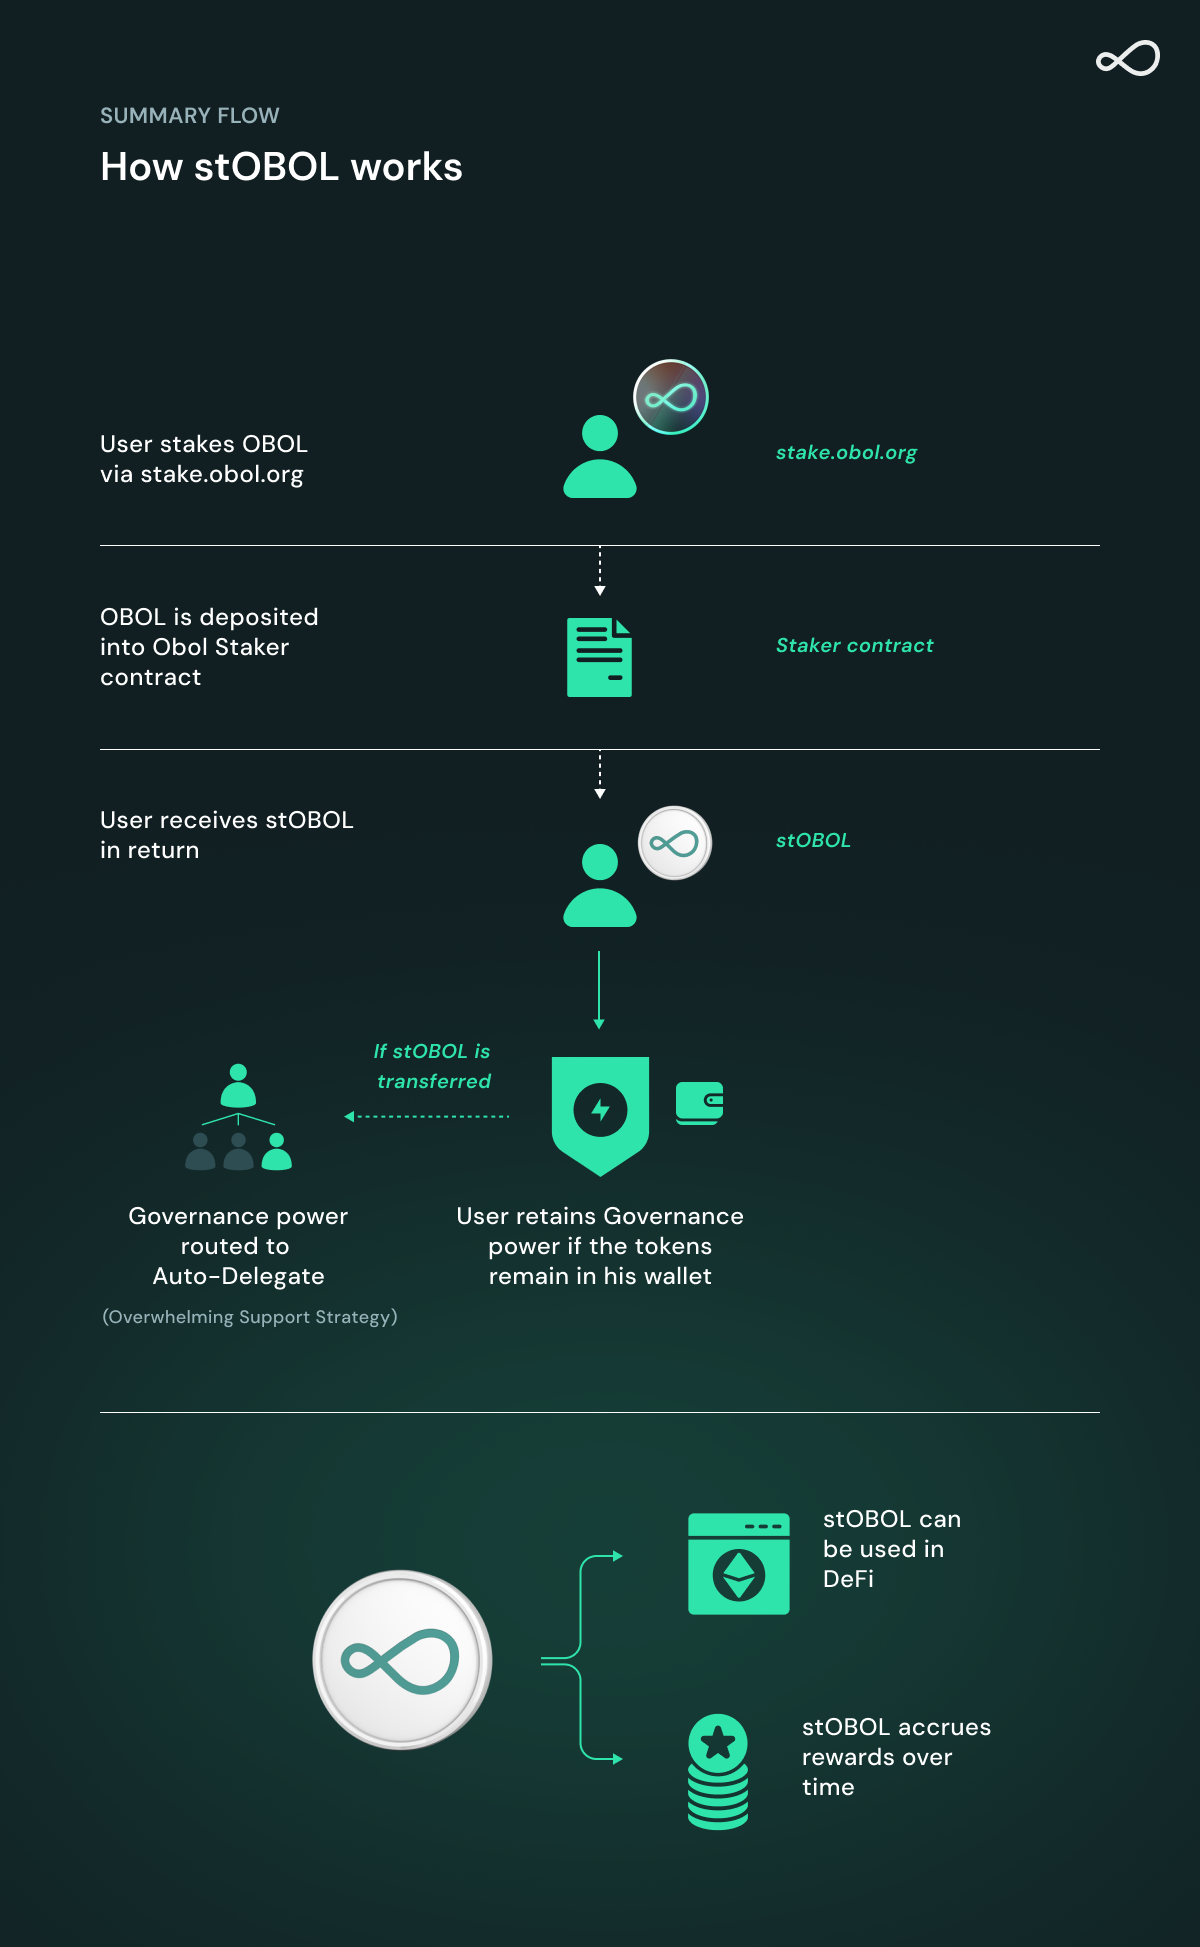 SUMMARY FLOW
How stOBOL works
User stakes OBOL
via stake.obol.org
stake.obol.org
OBOL is deposited
into Obol Staker
contract
Staker contract
User receives stOBOL
in return
stOBOL
If stOBOL is
transferred
Governance power
routed to
Auto-Delegate
(Overwhelming Support Strategy)
User retains Governance
power if the tokens
remain in his wallet
stOBOL can
be used in
DeFi
stOBOL accrues
rewards over
time